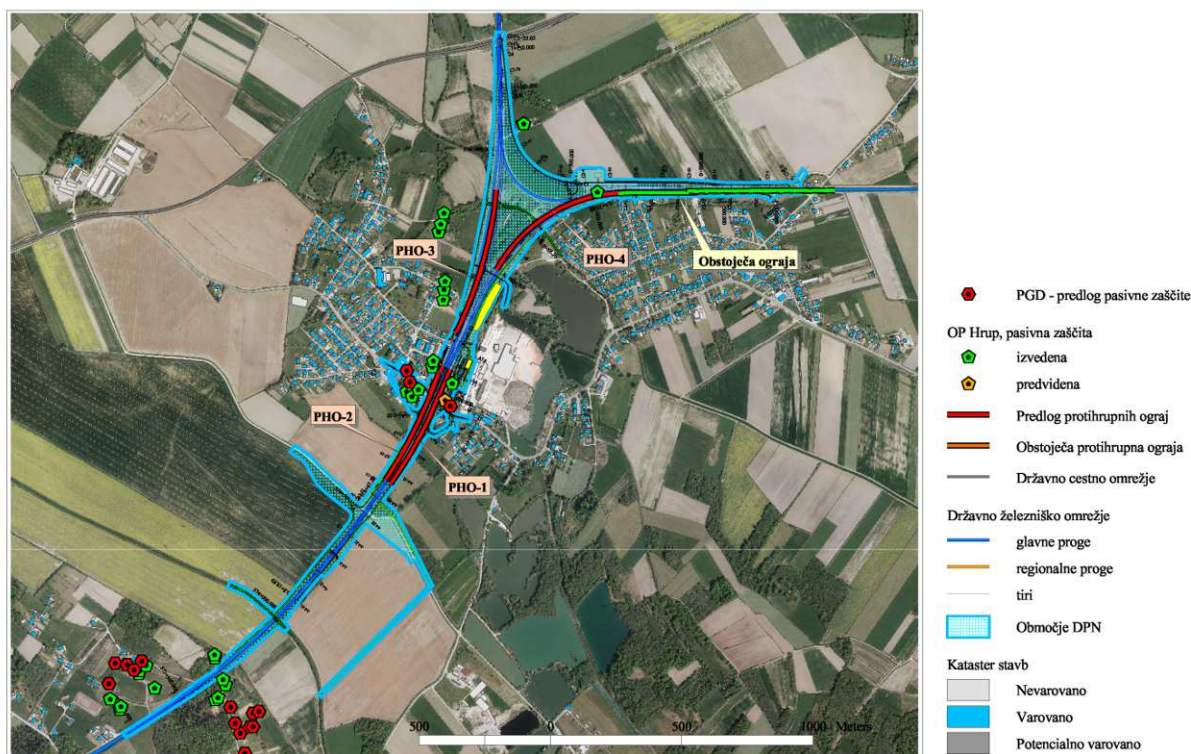 PHO-3
PHO-4
Obstoječa ograja
PHO-2
PHO-1
500 0 500 1000 Meters
PGD - predlog pasivne zaščite
OP Hrup, pasivna zaščita
izvedena
predvidena
Predlog protihrupnih ograj
Obstoječa protihrupna ograja
Državno cestno omrežje
Državno železniško omrežje
glavne proge
regionalne proge
tiri
Območje DPN
Kataster stavb
Nevarovano
Varovano
Potencialno varovano